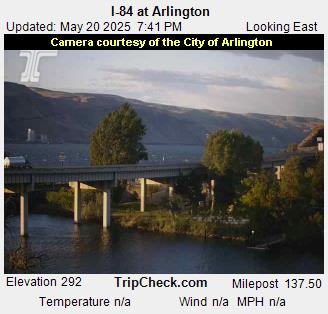 I-84 at Arlington
Updated: May 20 2025 7:41 PM Looking East
Camera courtesy of the City of Arlington
Elevation 292 TripCheck.com Milepost 137.50
Temperature n/a Wind n/a MPH n/a